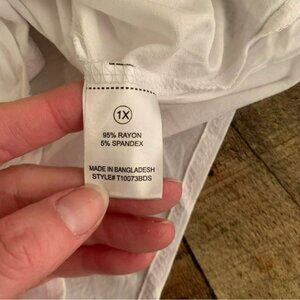 1X
95% RAYON
5% SPANDEX
MADE IN BANGLADESH
STYLE# T10073BDS